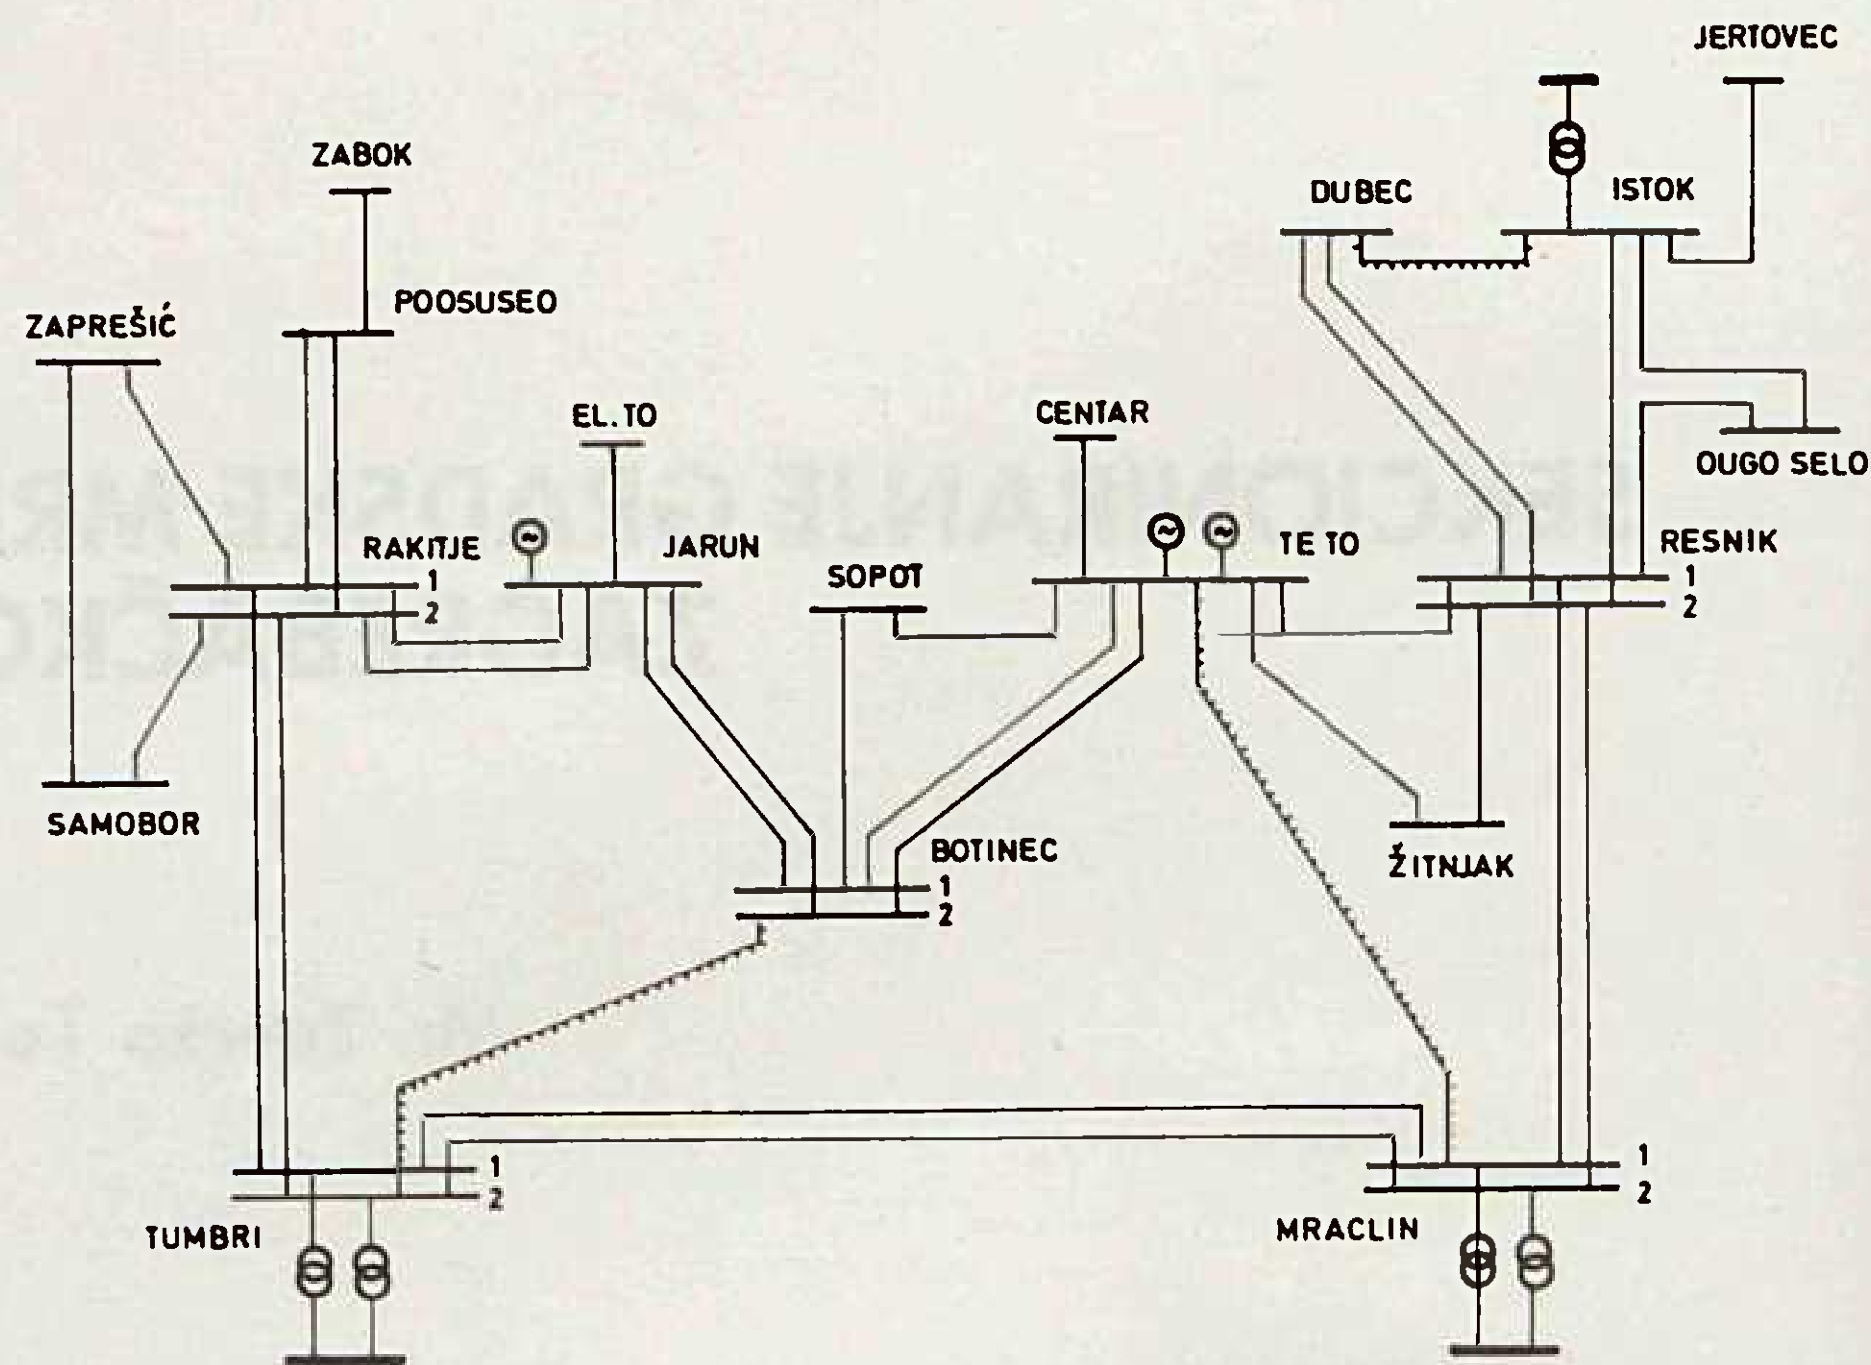 JERTOVEC
ZABOK
DUBEC
ISTOK
POOSUSEO
ZAPREŠIĆ
EL. TO
CENTAR
OUGO SELO
RAKITJE
JARUN
TE TO
RESNIK
SOPOT
1
2
1
2
SAMOBOR
BOTINEC
ŽITNJAK
1
2
1
2
1
2
TUMBRI
MRACLIN